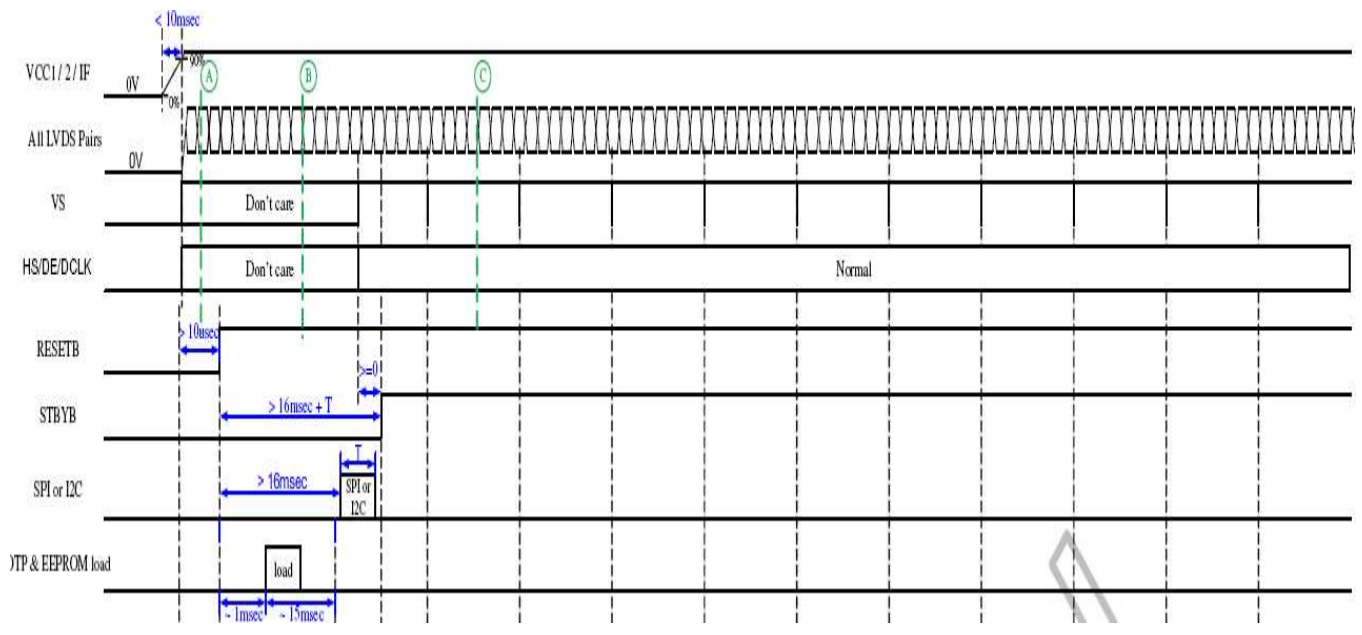 < 10msec
VCC1 / 2 / IF
0V
90%
0%
A
B
C
All LVDS Pairs
0V
VS
Don't care
HS/DE/DCLK
Don't care
Normal
> 10usec
RESETB
>=0
STBYB
> 16msec + T
T
SPI or I2C
> 16msec
SPI or
I2C
OTP & EEPROM load
load
~ 1msec
~ 15msec